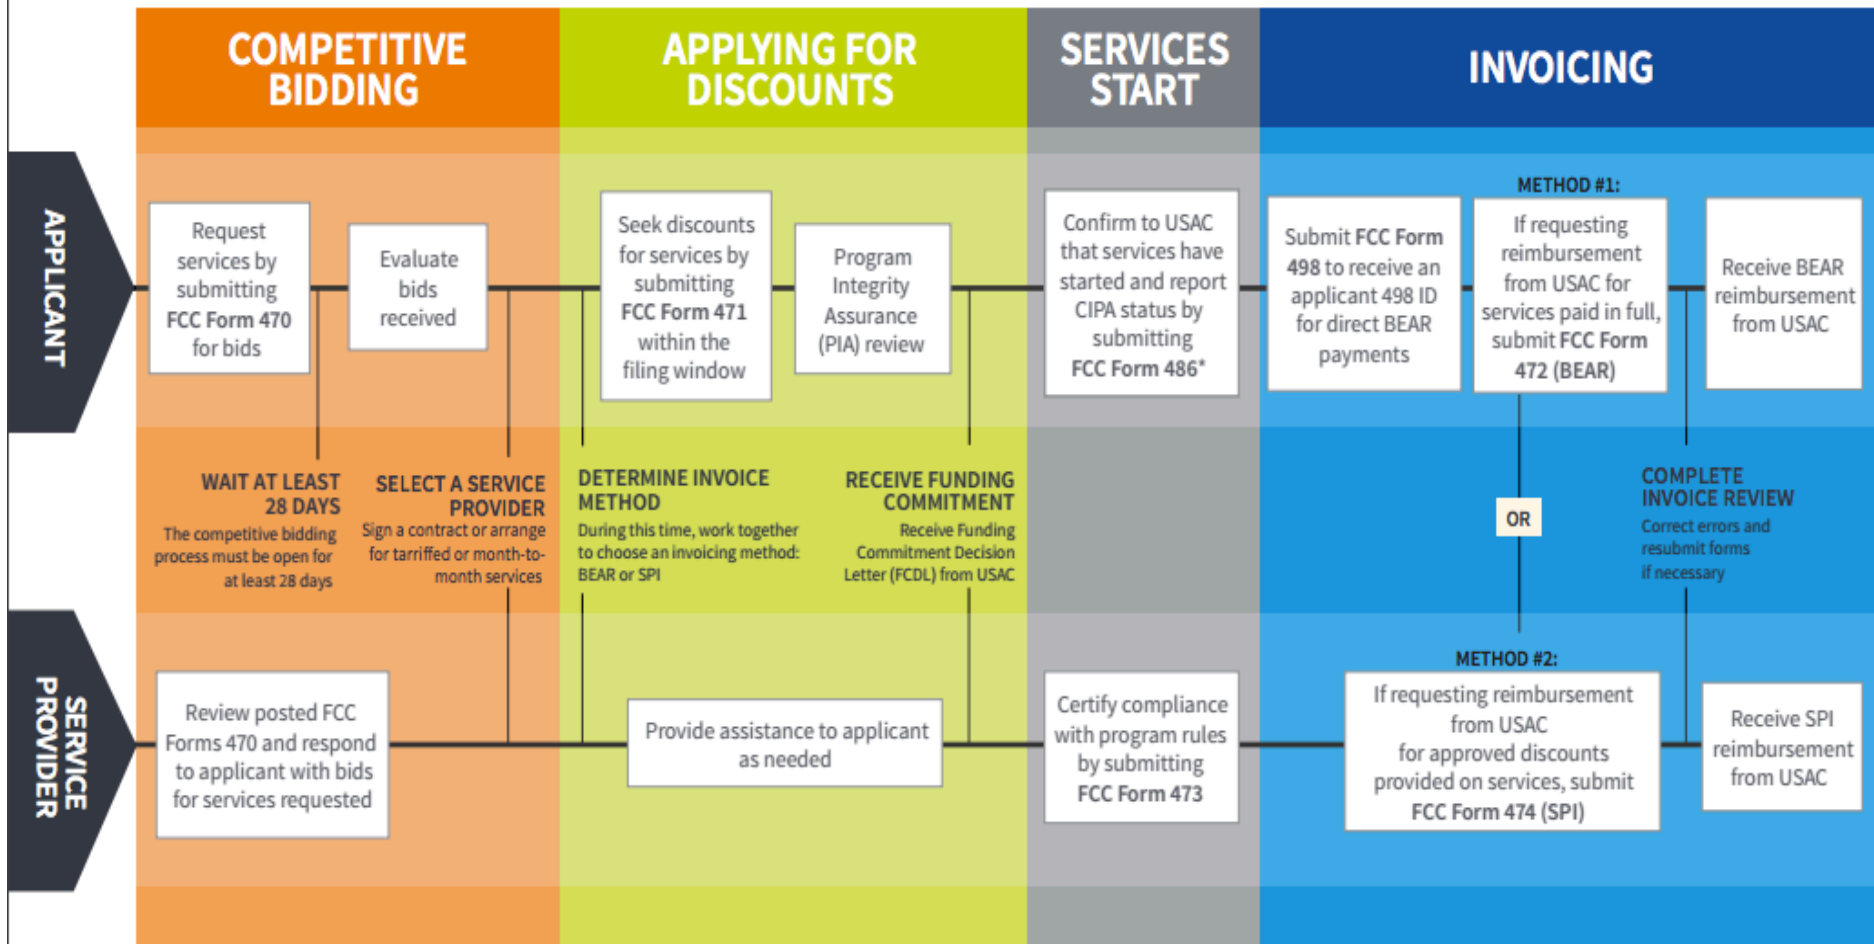 COMPETITIVE
BIDDING
APPLYING FOR
DISCOUNTS
SERVICES
START
INVOICING
APPLICANT
Request
services by
submitting
FCC Form 470
for bids
Evaluate
bids
received
Seek discounts
for services by
submitting
FCC Form 471
within the
filing window
Program
Integrity
Assurance
(PIA) review
Confirm to USAC
that services have
started and report
CIPA status by
submitting
FCC Form 486*
Submit FCC Form
498 to receive an
applicant 498 ID
for direct BEAR
payments
METHOD #1:
If requesting
reimbursement
from USAC for
services paid in full,
submit FCC Form
472 (BEAR)
Receive BEAR
reimbursement
from USAC
WAIT AT LEAST
28 DAYS
The competitive bidding
process must be open for
at least 28 days
SELECT A SERVICE
PROVIDER
Sign a contract or arrange
for tarriffed or month-to-
month services
DETERMINE INVOICE
METHOD
During this time, work together
to choose an invoicing method:
BEAR or SPI
RECEIVE FUNDING
COMMITMENT
Receive Funding
Commitment Decision
Letter (FCDL) from USAC
OR
COMPLETE
INVOICE REVIEW
Correct errors and
resubmit forms
if necessary
SERVICE
PROVIDER
Review posted FCC
Forms 470 and respond
to applicant with bids
for services requested
Provide assistance to applicant
as needed
Certify compliance
with program rules
by submitting
FCC Form 473
METHOD #2:
If requesting reimbursement
from USAC
for approved discounts
provided on services, submit
FCC Form 474 (SPI)
Receive SPI
reimbursement
from USAC